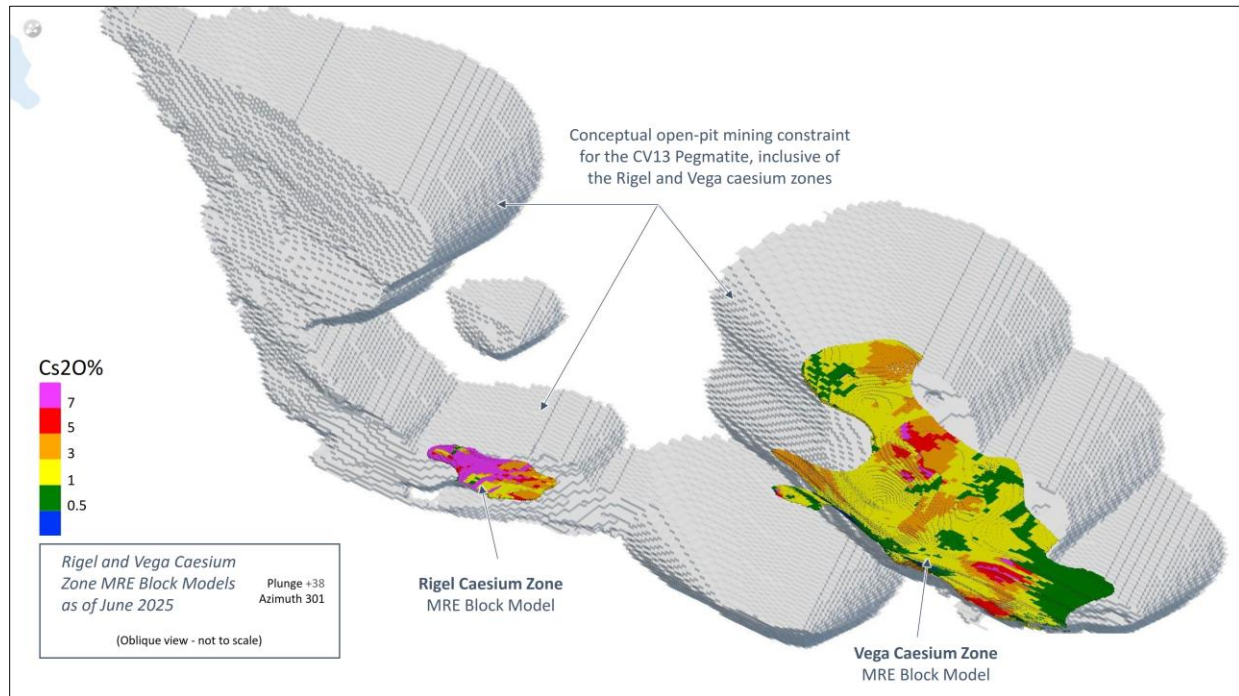 Conceptual open-pit mining constraint
for the CV13 Pegmatite, inclusive of
the Rigel and Vega caesium zones
Cs2O%
7
5
3
1
0.5
Rigel and Vega Caesium
Zone MRE Block Models
as of June 2025
Plunge +38
Azimuth 301
(Oblique view - not to scale)
Rigel Caesium Zone
MRE Block Model
Vega Caesium Zone
MRE Block Model